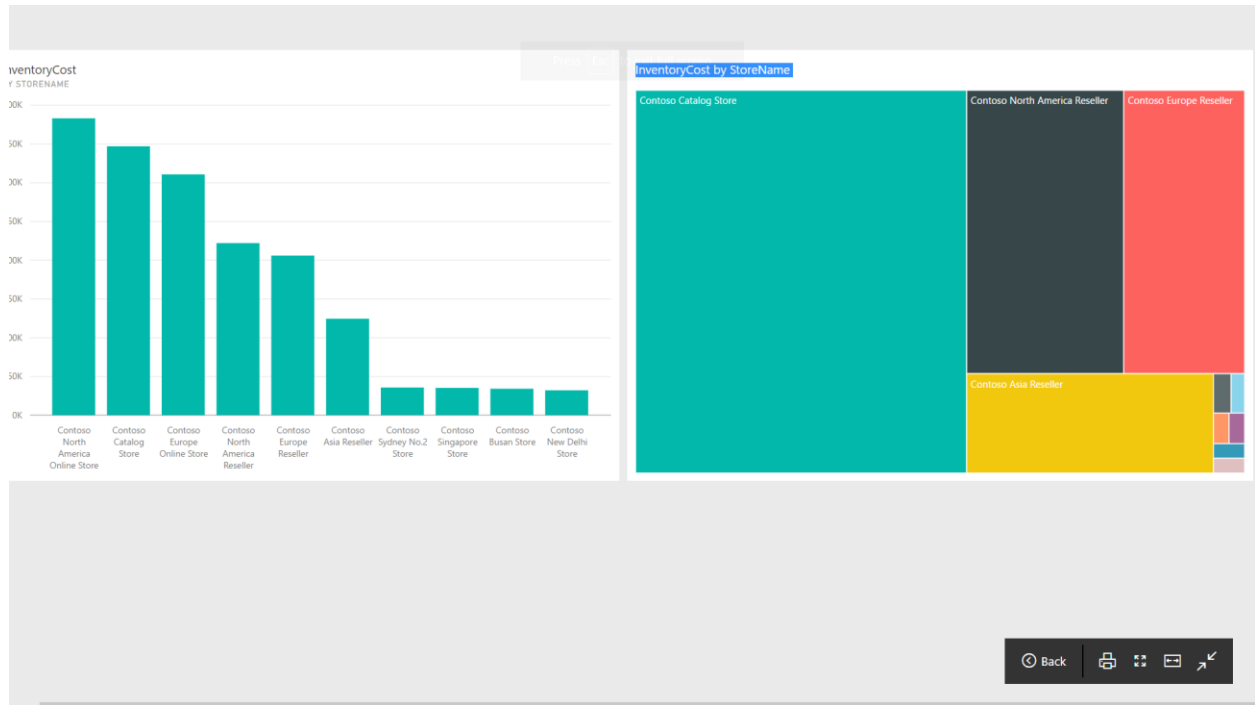 nventoryCost
Y STORENAME
00K
50K
00K
50K
00K
50K
00K
50K
0K
Contoso North America Online Store
Contoso Catalog Store
Contoso Europe Online Store
Contoso North America Reseller
Contoso Europe Reseller
Contoso Asia Reseller
Contoso Sydney No.2 Store
Contoso Singapore Store
Contoso Busan Store
Contoso New Delhi Store
Press
InventoryCost by StoreName
Contoso Catalog Store
Contoso North America Reseller
Contoso Europe Reseller
Contoso Asia Reseller
Back